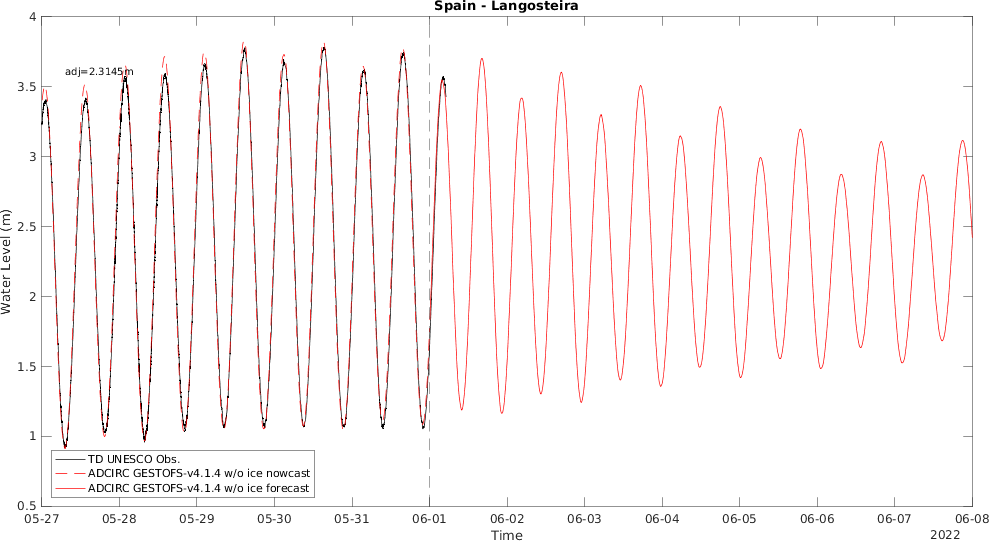 Spain - Langosteira
4
adj=2.3145m
3.5
3
2.5
Water Level (m)
2
1.5
1
TD UNESCO Obs.
ADCIRC GESTOFS-v4.1.4 w/o ice nowcast
ADCIRC GESTOFS-v4.1.4 w/o ice forecast
0.5
05-27 05-28 05-29 05-30 05-31 06-01 06-02 06-03 06-04 06-05 06-06 06-07 06-08
Time
2022